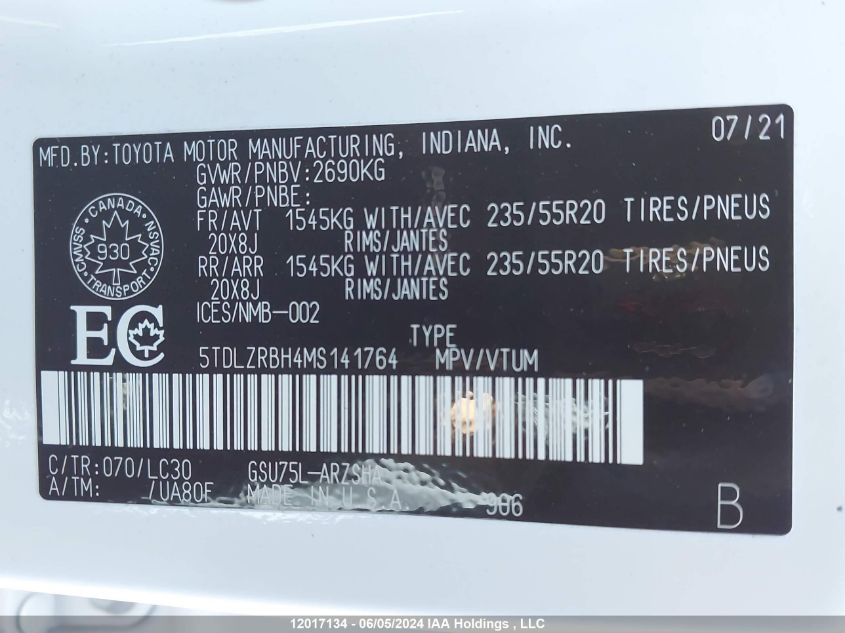 07/21
MFD.BY:TOYOTA MOTOR MANUFACTURING, INDIANA, INC.
GVWR/PNBV:2690KG
GAWR/PNBE:
FR/AVT 1545KG WITH/AVEC 235/55R20 TIRES/PNEUS
20X8J RIMS/JANTES
RR/ARR 1545KG WITH/AVEC 235/55R20 TIRES/PNEUS
20X8J RIMS/JANTES
ICES/NMB-002
CANADA
CMVSS 930 NSVAC
TRANSPORT
EC
TYPE
5TDLZRBH4MS141764 MPV/VTUM
C/TR:070/LC30 GSU75L-ARZSHA
A/TM: /UA80F MADE IN U.S.A. 906
B
12017134 - 06/05/2024 IAA Holdings , LLC